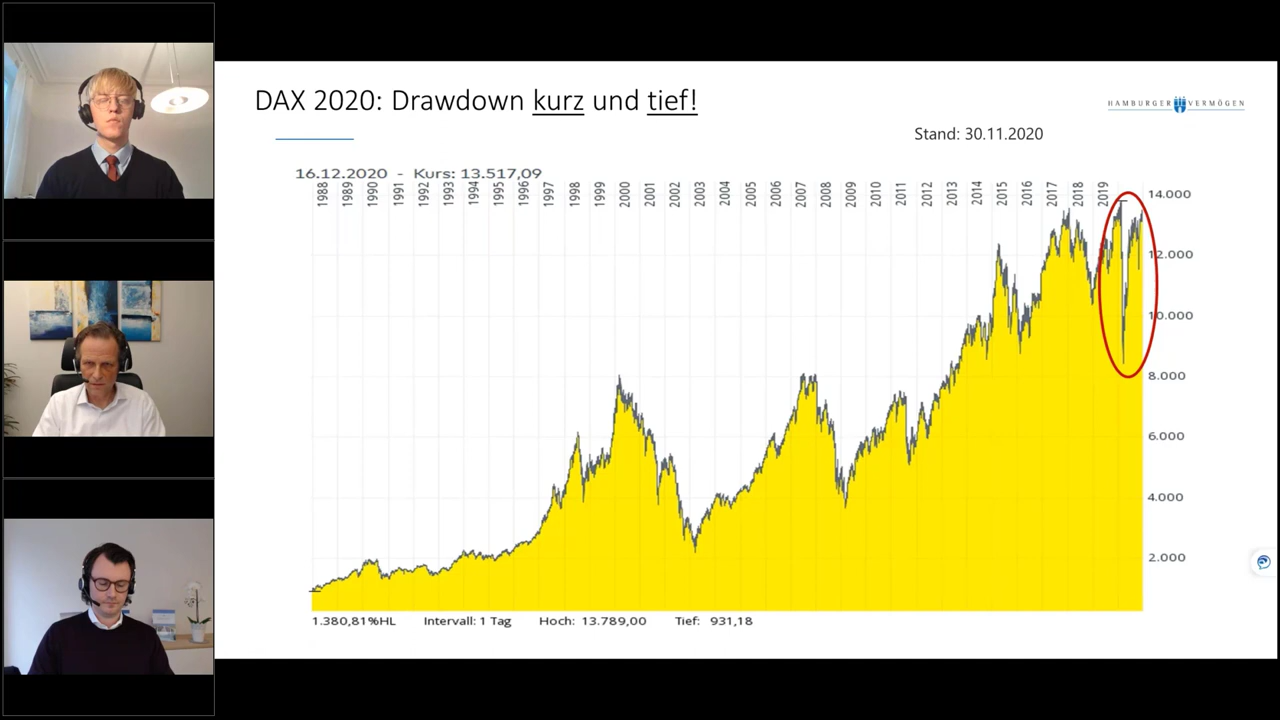 DAX 2020: Drawdown kurz und tief!
HAMBURGER VERMÖGEN
Stand: 30.11.2020
16.12.2020 - Kurs: 13.517,09
1988 1989 1990 1991 1992 1993 1994 1995 1996 1997 1998 1999 2000 2001 2002 2003 2004 2005 2006 2007 2008 2009 2010 2011 2012 2013 2014 2015 2016 2017 2018 2019
14.000
12.000
10.000
8.000
6.000
4.000
2.000
1.380,81%HL Intervall: 1 Tag Hoch: 13.789,00 Tief: 931,18